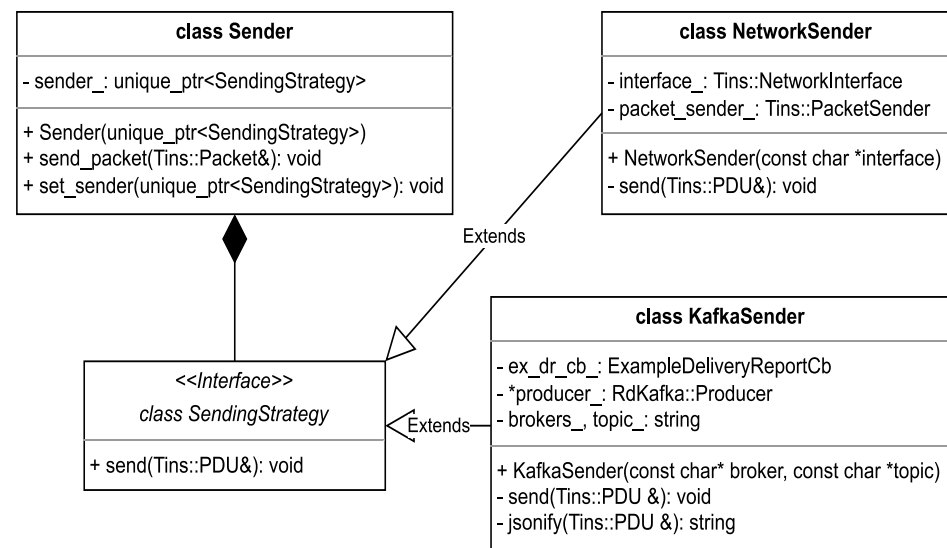 class Sender
- sender_: unique_ptr<SendingStrategy>
+ Sender(unique_ptr<SendingStrategy>)
+ send_packet(Tins::Packet&): void
+ set_sender(unique_ptr<SendingStrategy>): void
class NetworkSender
- interface_: Tins::NetworkInterface
- packet_sender_: Tins::PacketSender
+ NetworkSender(const char *interface)
- send(Tins::PDU&): void
Extends
<<Interface>>
class SendingStrategy
+ send(Tins::PDU&): void
Extends
class KafkaSender
- ex_dr_cb_: ExampleDeliveryReportCb
- *producer_: RdKafka::Producer
- brokers_, topic_: string
+ KafkaSender(const char* broker, const char *topic)
- send(Tins::PDU &): void
- jsonify(Tins::PDU &): string